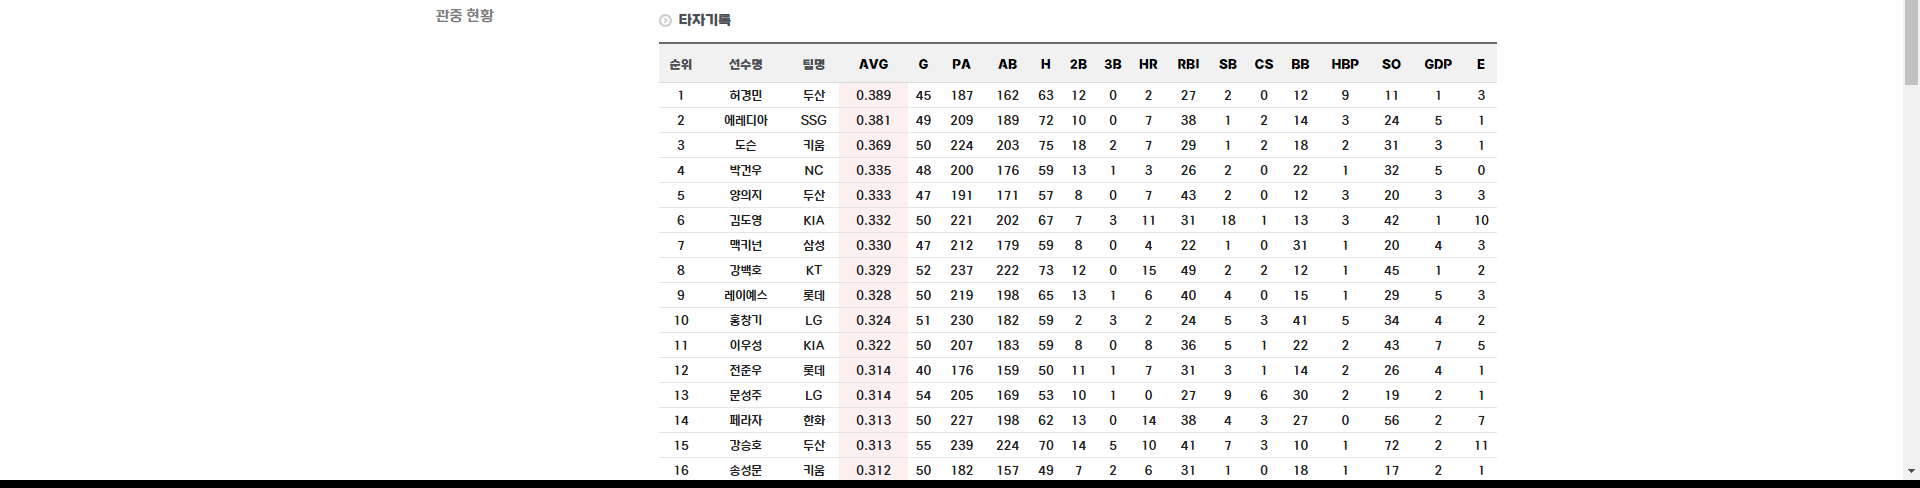 관중 현황
타자기록
순위 선수명 팀명 AVG G PA AB H 2B 3B HR RBI SB CS BB HBP SO GDP E
1 허경민 두산 0.389 45 187 162 63 12 0 2 27 2 0 12 9 11 1 3
2 에레디아 SSG 0.381 49 209 189 72 10 0 7 38 1 2 14 3 24 5 1
3 도슨 키움 0.369 50 224 203 75 18 2 7 29 1 2 18 2 31 3 1
4 박건우 NC 0.335 48 200 176 59 13 1 3 26 2 0 22 1 32 5 0
5 양의지 두산 0.333 47 191 171 57 8 0 7 43 2 0 12 3 20 3 3
6 김도영 KIA 0.332 50 221 202 67 7 3 11 31 18 1 13 3 42 1 10
7 맥키넌 삼성 0.330 47 212 179 59 8 0 4 22 1 0 31 1 20 4 3
8 강백호 KT 0.329 52 237 222 73 12 0 15 49 2 2 12 1 45 1 2
9 레이예스 롯데 0.328 50 219 198 65 13 1 6 40 4 0 15 1 29 5 3
10 홍창기 LG 0.324 51 230 182 59 2 3 2 24 5 3 41 5 34 4 2
11 이우성 KIA 0.322 50 207 183 59 8 0 8 36 5 1 22 2 43 7 5
12 전준우 롯데 0.314 40 176 159 50 11 1 7 31 3 1 14 2 26 4 1
13 문성주 LG 0.314 54 205 169 53 10 1 0 27 9 6 30 2 19 2 1
14 페라자 한화 0.313 50 227 198 62 13 0 14 38 4 3 27 0 56 2 7
15 강승호 두산 0.313 55 239 224 70 14 5 10 41 7 3 10 1 72 2 11
16 송성문 키움 0.312 50 182 157 49 7 2 6 31 1 0 18 1 17 2 1